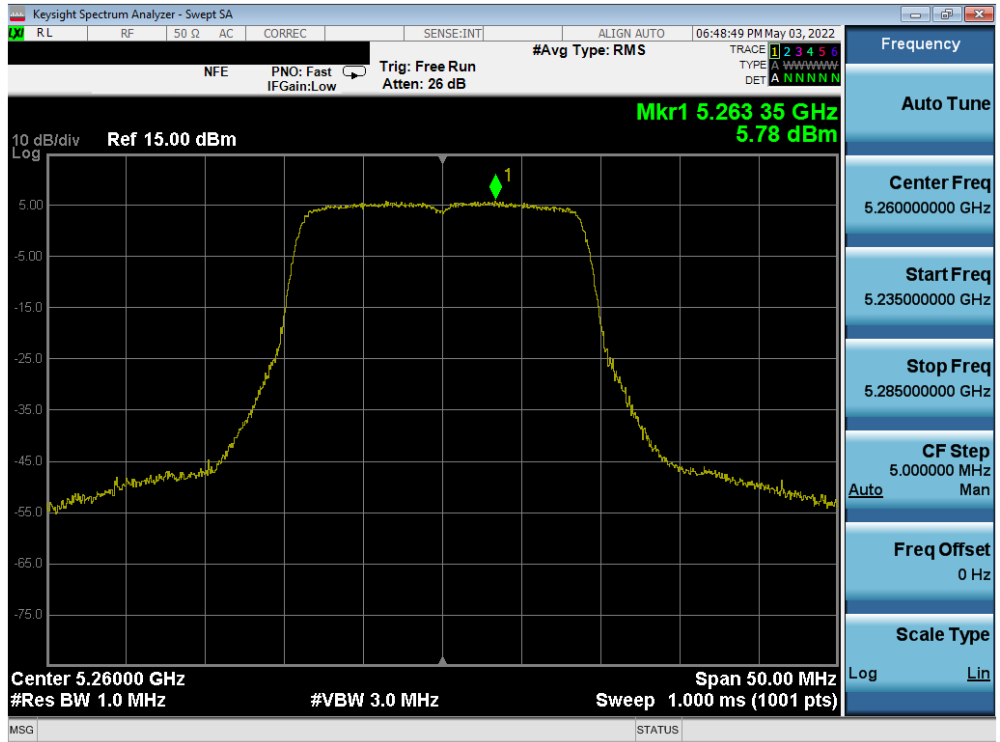 Keysight Spectrum Analyzer - Swept SA
LXI RL RF 50 Ω AC CORREC SENSE:INT ALIGN AUTO 06:48:49 PM May 03, 2022
#Avg Type: RMS TRACE 1 2 3 4 5 6
NFE PNO: Fast Trig: Free Run TYPE A WWWWW
IFGain:Low Atten: 26 dB DET A N N N N N
Mkr1 5.263 35 GHz
5.78 dBm
10 dB/div Ref 15.00 dBm
Log
1
5.00
-5.00
-15.0
-25.0
-35.0
-45.0
-55.0
-65.0
-75.0
Center 5.26000 GHz Span 50.00 MHz
#Res BW 1.0 MHz #VBW 3.0 MHz Sweep 1.000 ms (1001 pts)
MSG STATUS
Frequency
Auto Tune
Center Freq
5.260000000 GHz
Start Freq
5.235000000 GHz
Stop Freq
5.285000000 GHz
CF Step
5.000000 MHz
Auto Man
Freq Offset
0 Hz
Scale Type
Log Lin